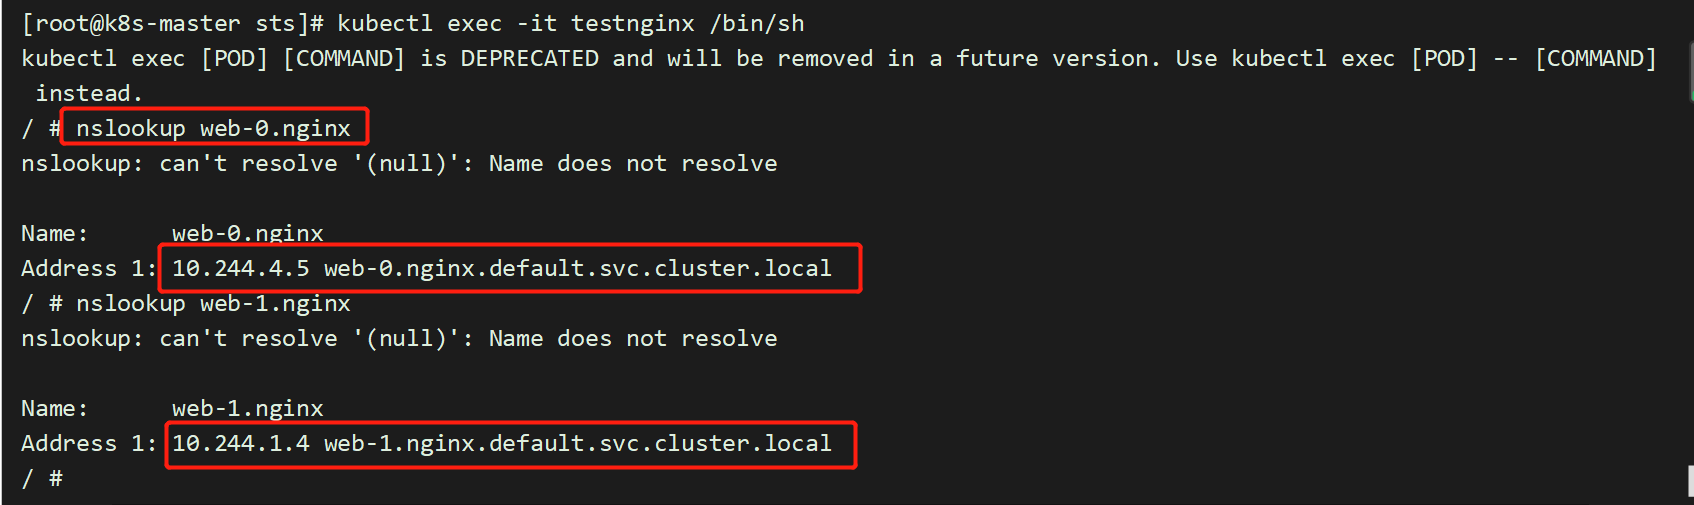 [root@k8s-master sts]# kubectl exec -it testnginx /bin/sh
kubectl exec [POD] [COMMAND] is DEPRECATED and will be removed in a future version. Use kubectl exec [POD] -- [COMMAND]
 instead.
/ # nslookup web-0.nginx
nslookup: can't resolve '(null)': Name does not resolve

Name:      web-0.nginx
Address 1: 10.244.4.5 web-0.nginx.default.svc.cluster.local
/ # nslookup web-1.nginx
nslookup: can't resolve '(null)': Name does not resolve

Name:      web-1.nginx
Address 1: 10.244.1.4 web-1.nginx.default.svc.cluster.local
/ #